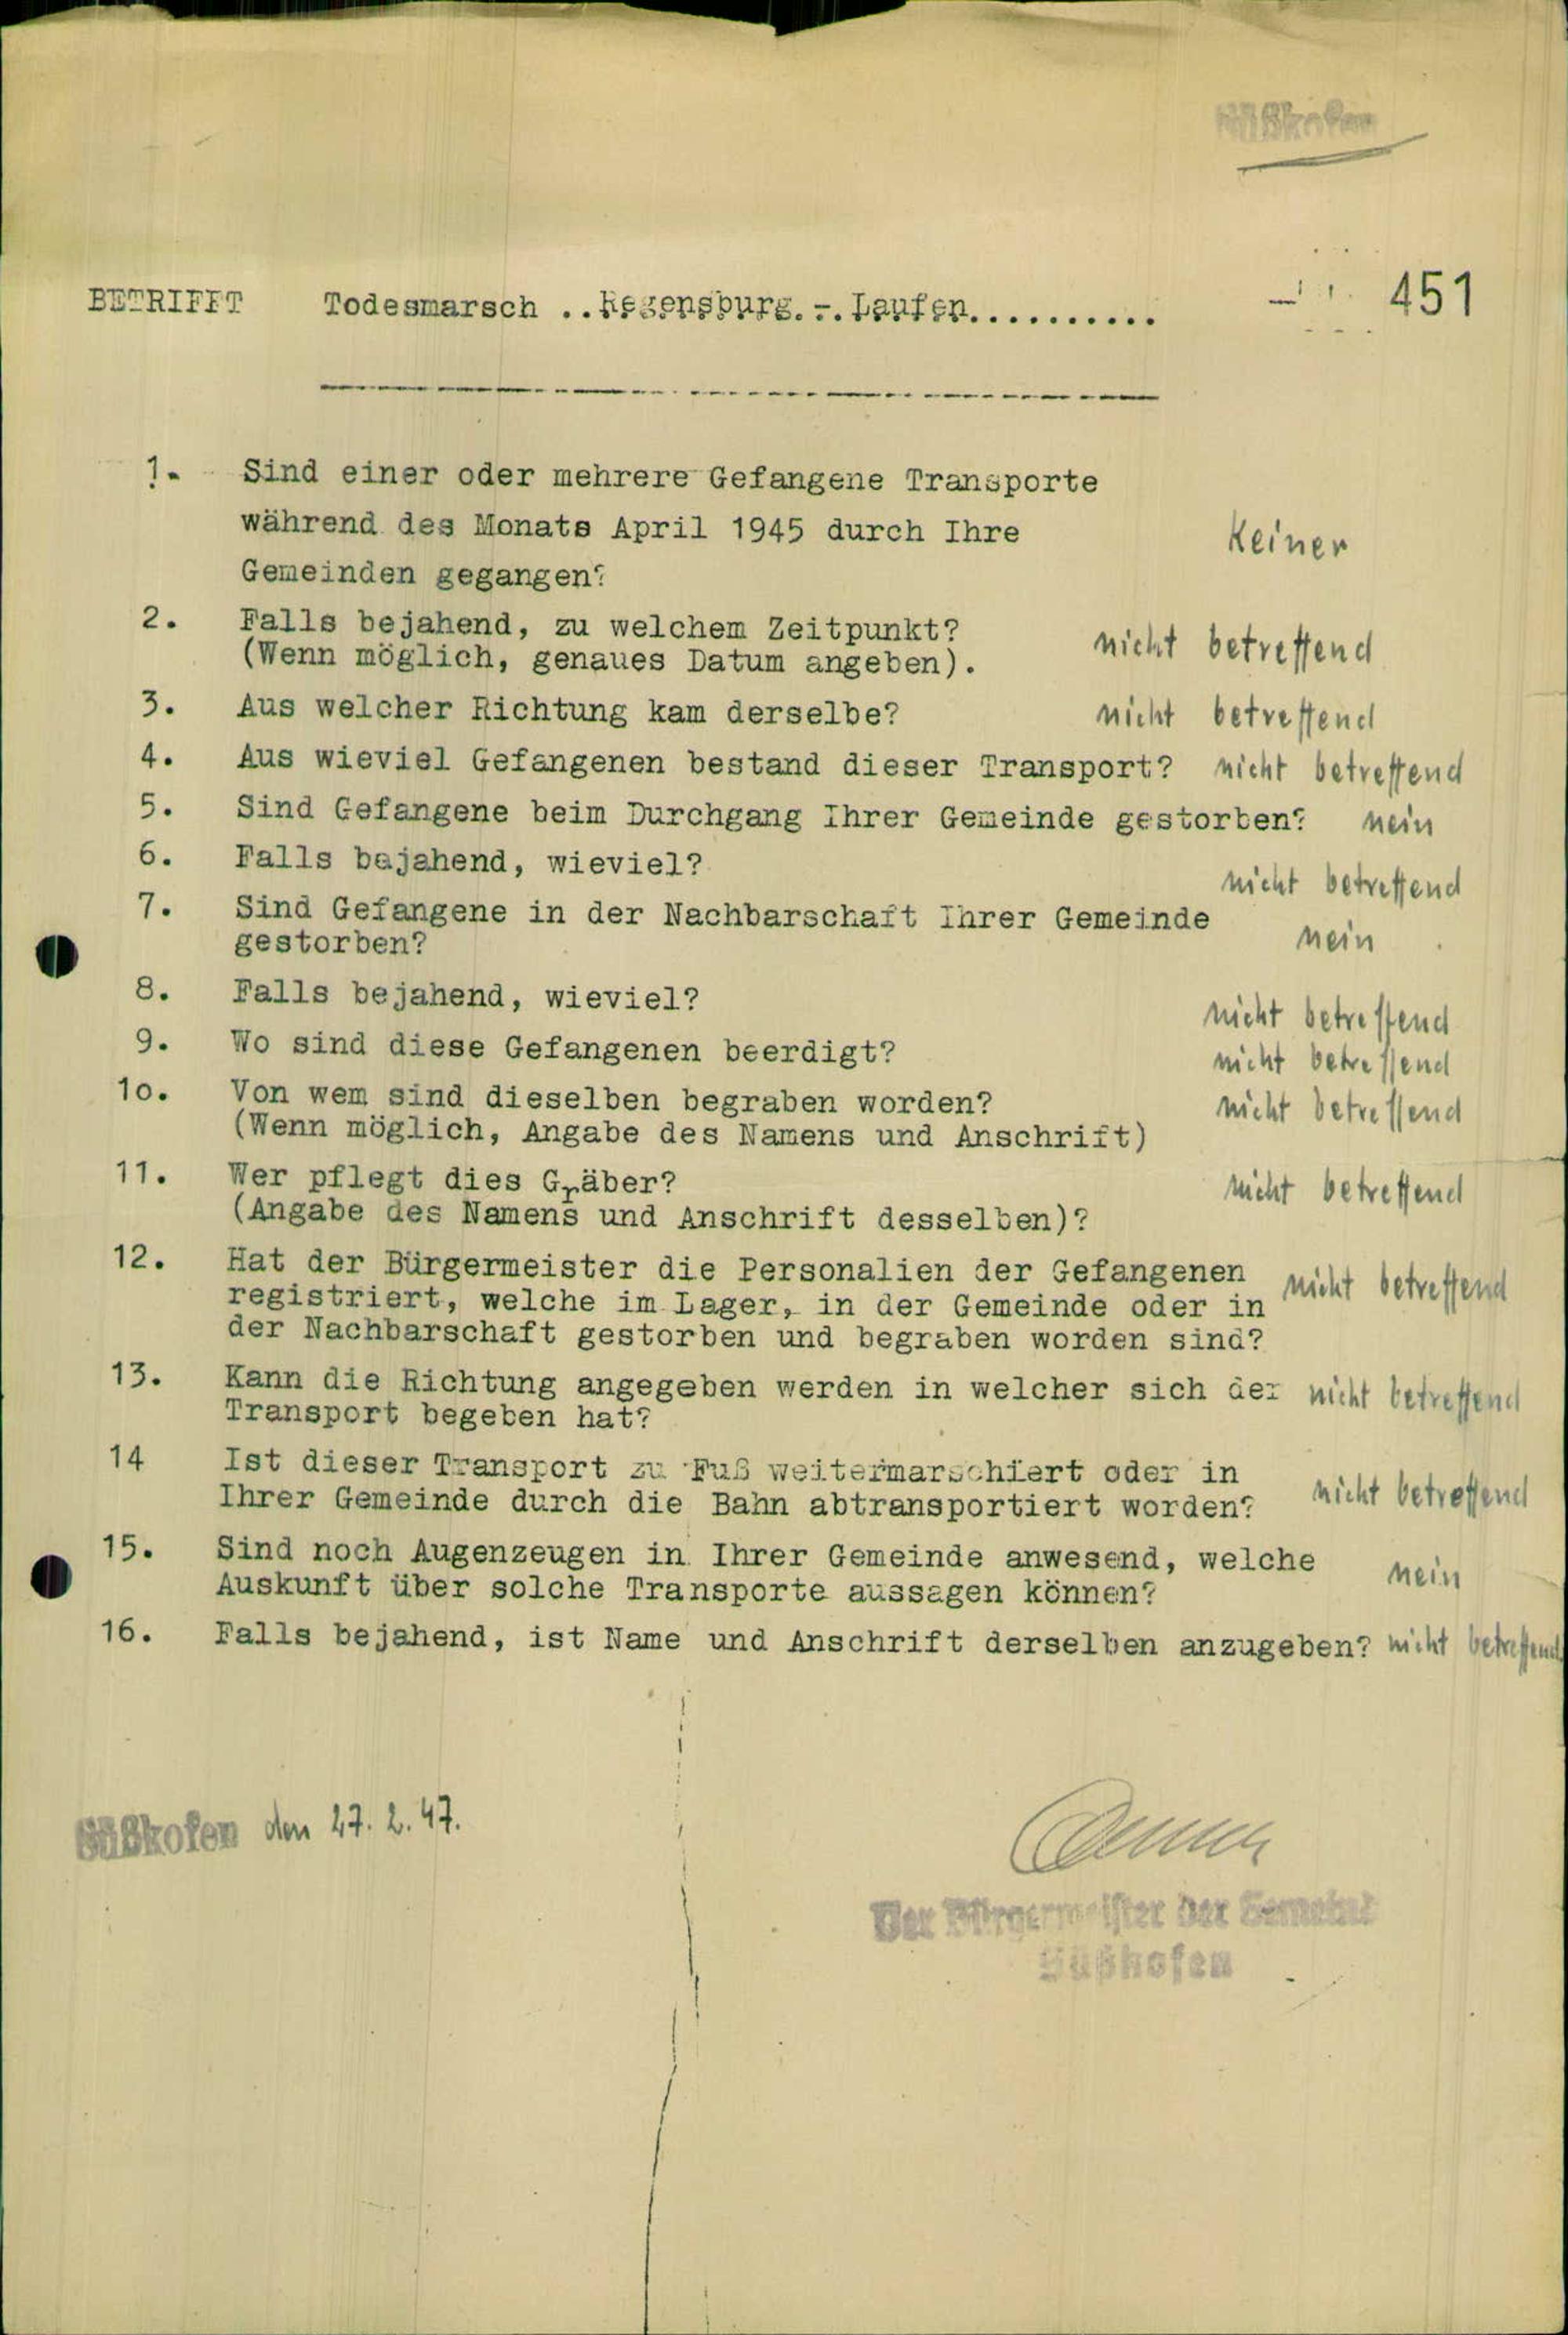 Süßkofen
BETRIFFT Todesmarsch ..Regensburg.-.Laufen..........
451
1. Sind einer oder mehrere Gefangene Transporte
während des Monats April 1945 durch Ihre
Keiner
Gemeinden gegangen?
2. Falls bejahend, zu welchem Zeitpunkt?
(Wenn möglich, genaues Datum angeben).
nicht betreffend
3. Aus welcher Richtung kam derselbe? nicht betreffend
4. Aus wieviel Gefangenen bestand dieser Transport? nicht betreffend
5. Sind Gefangene beim Durchgang Ihrer Gemeinde gestorben? nein
6. Falls bajahend, wieviel?
nicht betreffend
7. Sind Gefangene in der Nachbarschaft Ihrer Gemeinde
gestorben? nein
8. Falls bejahend, wieviel?
nicht betreffend
9. Wo sind diese Gefangenen beerdigt? nicht betreffend
10. Von wem sind dieselben begraben worden? nicht betreffend
(Wenn möglich, Angabe des Namens und Anschrift)
11. Wer pflegt dies Gräber? nicht betreffend
(Angabe des Namens und Anschrift desselben)?
12. Hat der Bürgermeister die Personalien der Gefangenen nicht betreffend
registriert, welche im Lager, in der Gemeinde oder in
der Nachbarschaft gestorben und begraben worden sind?
13. Kann die Richtung angegeben werden in welcher sich der nicht betreffend
Transport begeben hat?
14 Ist dieser Transport zu Fuß weitermarschiert oder in
Ihrer Gemeinde durch die Bahn abtransportiert worden? nicht betreffend
15. Sind noch Augenzeugen in Ihrer Gemeinde anwesend, welche
Auskunft über solche Transporte aussagen können? nein
16. Falls bejahend, ist Name und Anschrift derselben anzugeben? nicht betreffend
Süßkofen den 27. 2. 47.
Der Bürgermeister der Gemeinde
Süßkofen